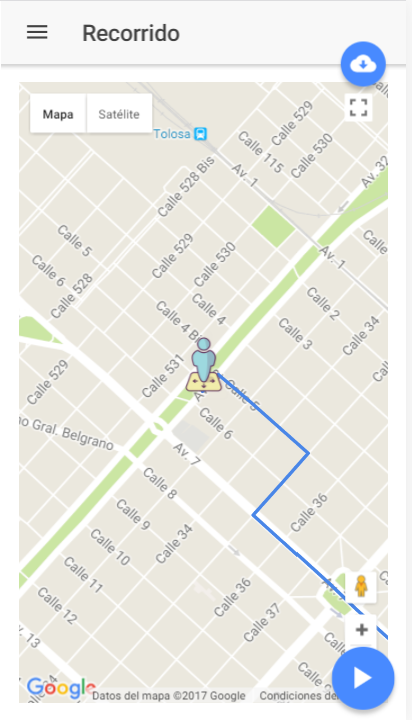 Recorrido
Mapa
Satélite
Tolosa
Calle 529
Calle 115
Calle 530
Av. 1
Av. 32
Calle 528 Bis
Calle 5
Calle 529
Calle 530
Av. 1
Calle
Calle 6
Calle 528
Calle 4
Calle 4 B
Calle 2
Calle 3
Calle 34
Calle 531
Calle 529
Calle 5
Calle 6
no Gral. Belgrano
Av. 7
Calle 8
Calle 36
Calle 9
Calle 34
Calle 10
Calle 11
Calle 36
Calle 12
Calle 37
13
Google
Datos del mapa ©2017 Google
Condiciones del